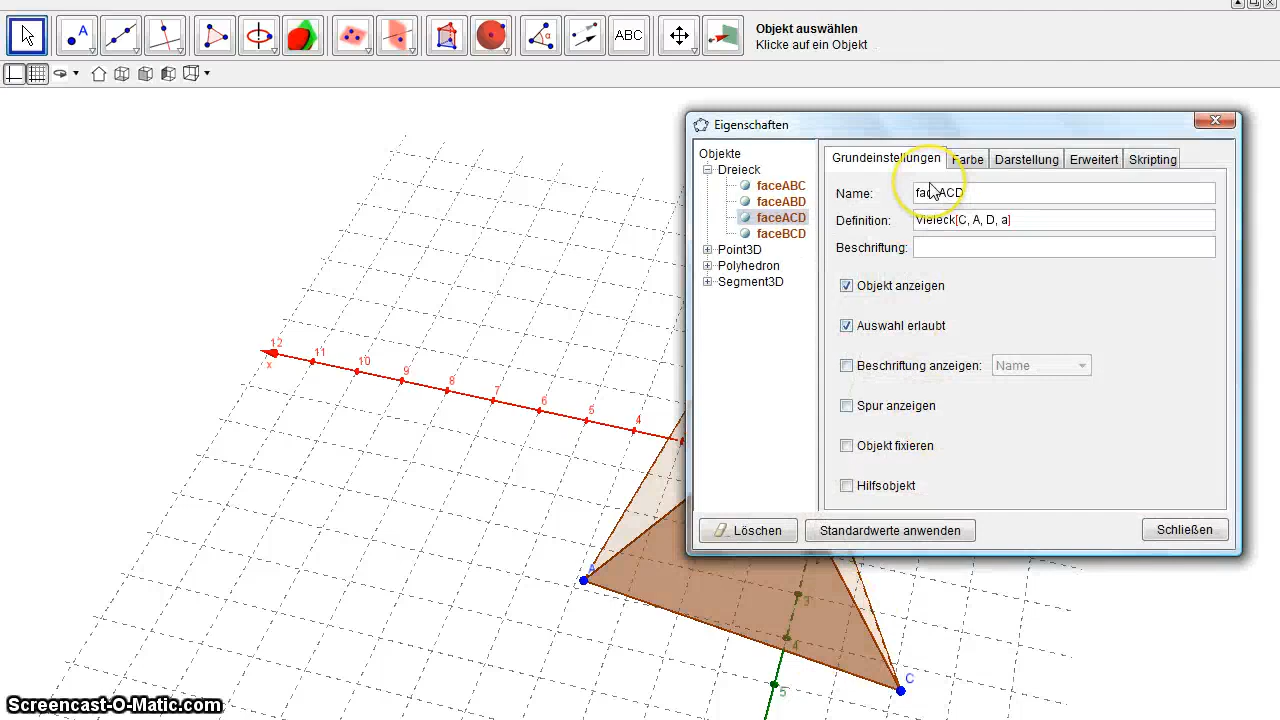 Objekt auswählen
Klicke auf ein Objekt
A
ABC
Eigenschaften
Objekte
Dreieck
faceABC
faceABD
faceACD
faceBCD
Point3D
Polyhedron
Segment3D
Grundeinstellungen
Farbe
Darstellung
Erweitert
Skripting
Name: faceACD
Definition: Vieleck[C, A, D, a]
Beschriftung:
Objekt anzeigen
Auswahl erlaubt
Beschriftung anzeigen: Name
Spur anzeigen
Objekt fixieren
Hilfsobjekt
Löschen
Standardwerte anwenden
Schließen
12
11
10
9
8
7
6
5
4
x
A
3
4
5
C
Screencast-O-Matic.com